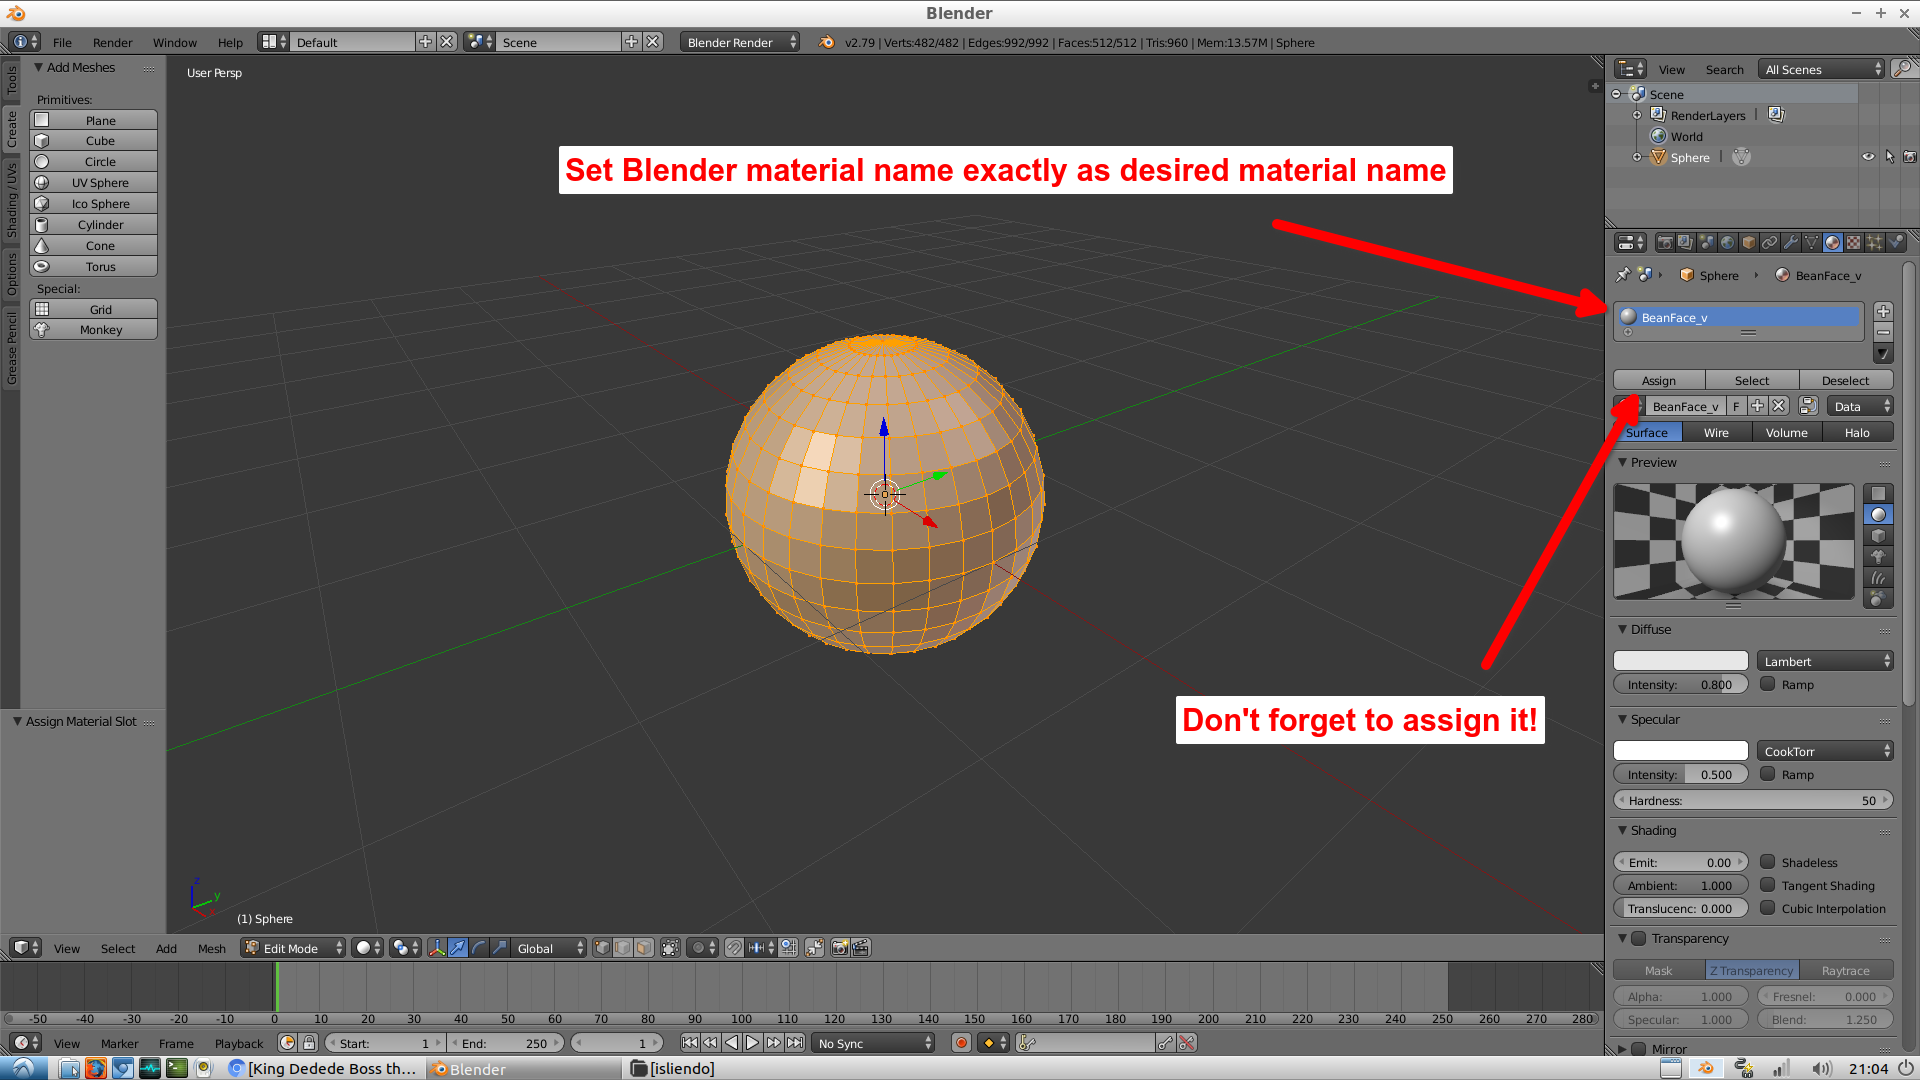 Blender
File Render Window Help Default Scene Blender Render v2.79 | Verts:482/482 | Edges:992/992 | Faces:512/512 | Tris:960 | Mem:13.57M | Sphere
Tools
Create
Shading / UVs
Options
Grease Pencil
Add Meshes
Primitives:
Plane
Cube
Circle
UV Sphere
Ico Sphere
Cylinder
Cone
Torus
Special:
Grid
Monkey
Assign Material Slot
User Persp
Set Blender material name exactly as desired material name
Don't forget to assign it!
z
y
x
(1) Sphere
View Search All Scenes
Scene
RenderLayers |
World
Sphere |
Sphere BeanFace_v
BeanFace_v
Assign Select Deselect
BeanFace_v F Data
Surface Wire Volume Halo
Preview
Diffuse
Lambert
Intensity: 0.800 Ramp
Specular
CookTorr
Intensity: 0.500 Ramp
Hardness: 50
Shading
Emit: 0.00 Shadeless
Ambient: 1.000 Tangent Shading
Translucenc: 0.000 Cubic Interpolation
Transparency
Mask Z Transparency Raytrace
Alpha: 1.000 Fresnel: 0.000
Specular: 1.000 Blend: 1.250
Mirror
View Select Add Mesh Edit Mode Global
-50 -40 -30 -20 -10 0 10 20 30 40 50 60 70 80 90 100 110 120 130 140 150 160 170 180 190 200 210 220 230 240 250 260 270 280
View Marker Frame Playback Start: 1 End: 250 1 No Sync
[King Dedede Boss th... Blender [isliendo] 21:04